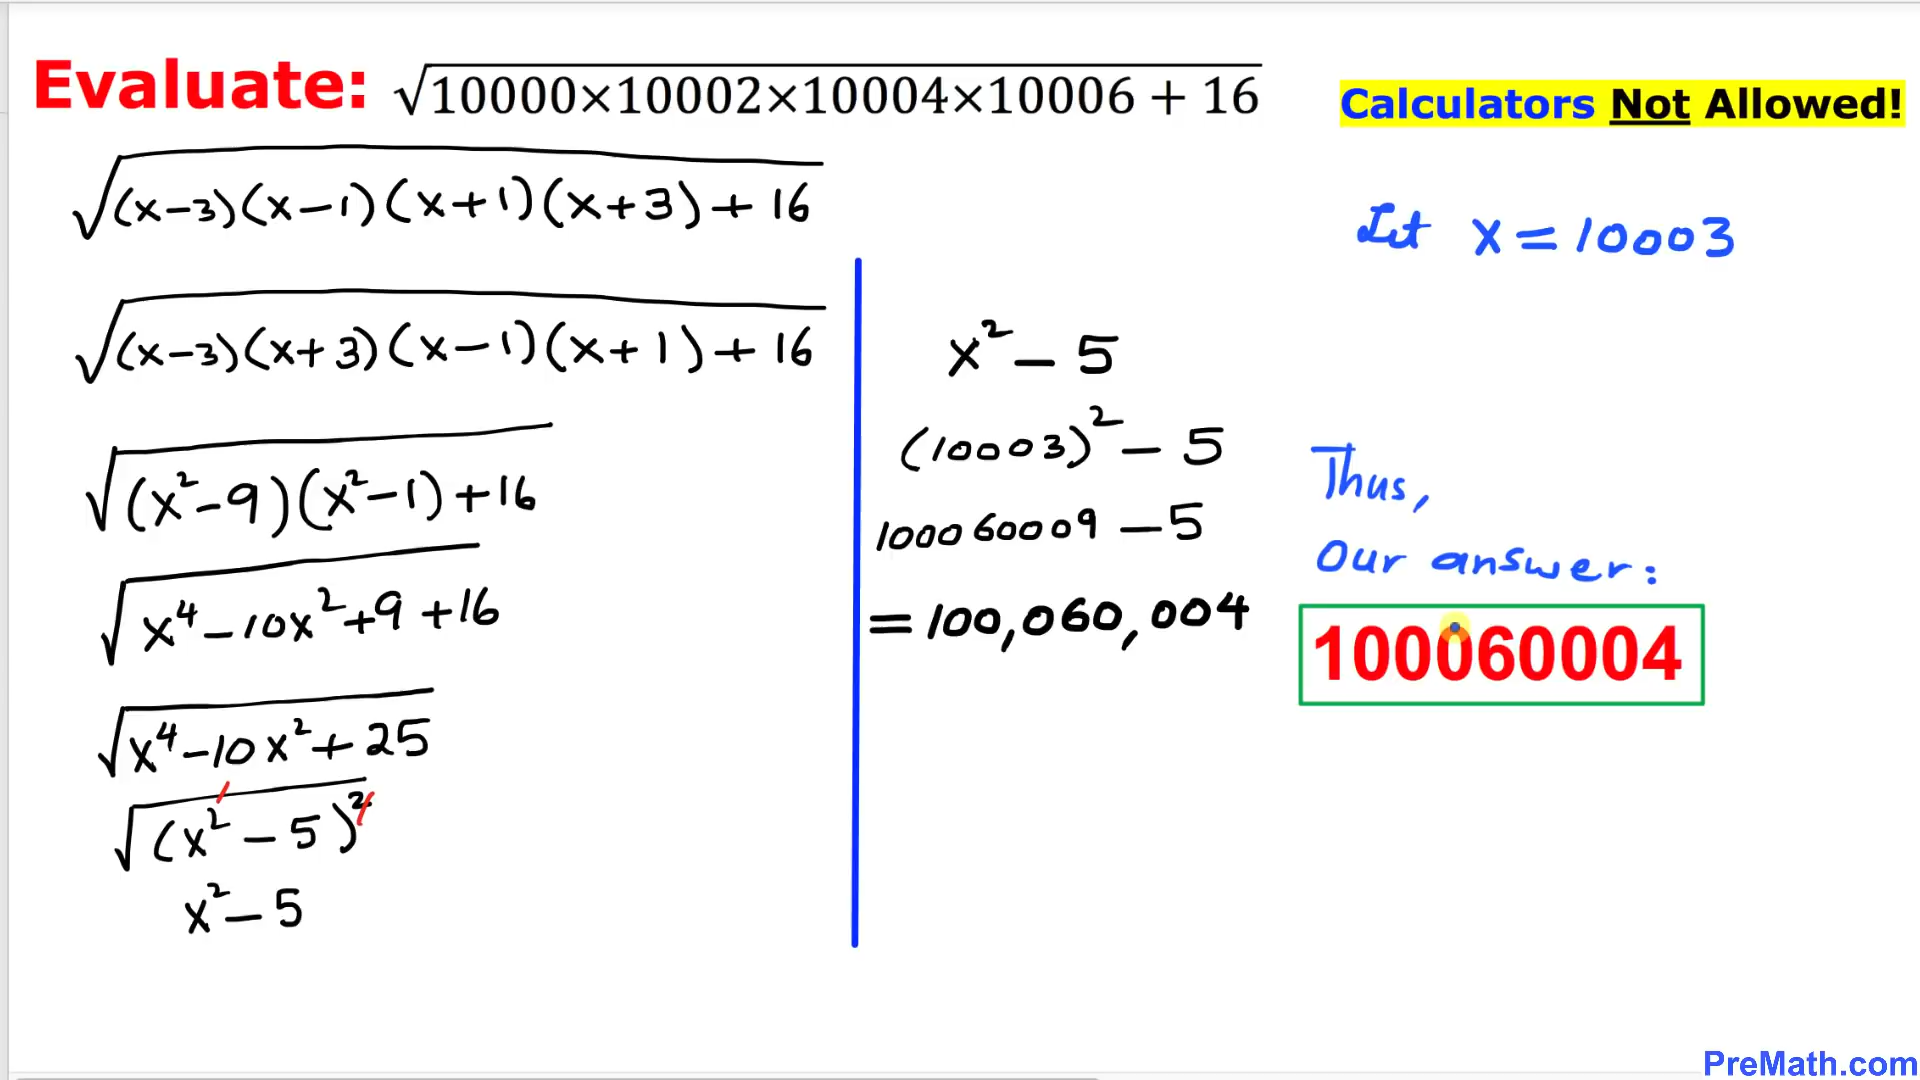 Evaluate: √10000×10002×10004×10006 + 16
Calculators Not Allowed!
√(x-3)(x-1)(x+1)(x+3)+16
Let x=10003
√(x-3)(x+3)(x-1)(x+1)+16
√(x²-9)(x²-1)+16
√x⁴-10x²+9+16
√x⁴-10x²+25
√(x²-5)²
x²-5
x²-5
(10003)²-5
100060009-5
=100,060,004
Thus,
Our answer:
100060004
PreMath.com